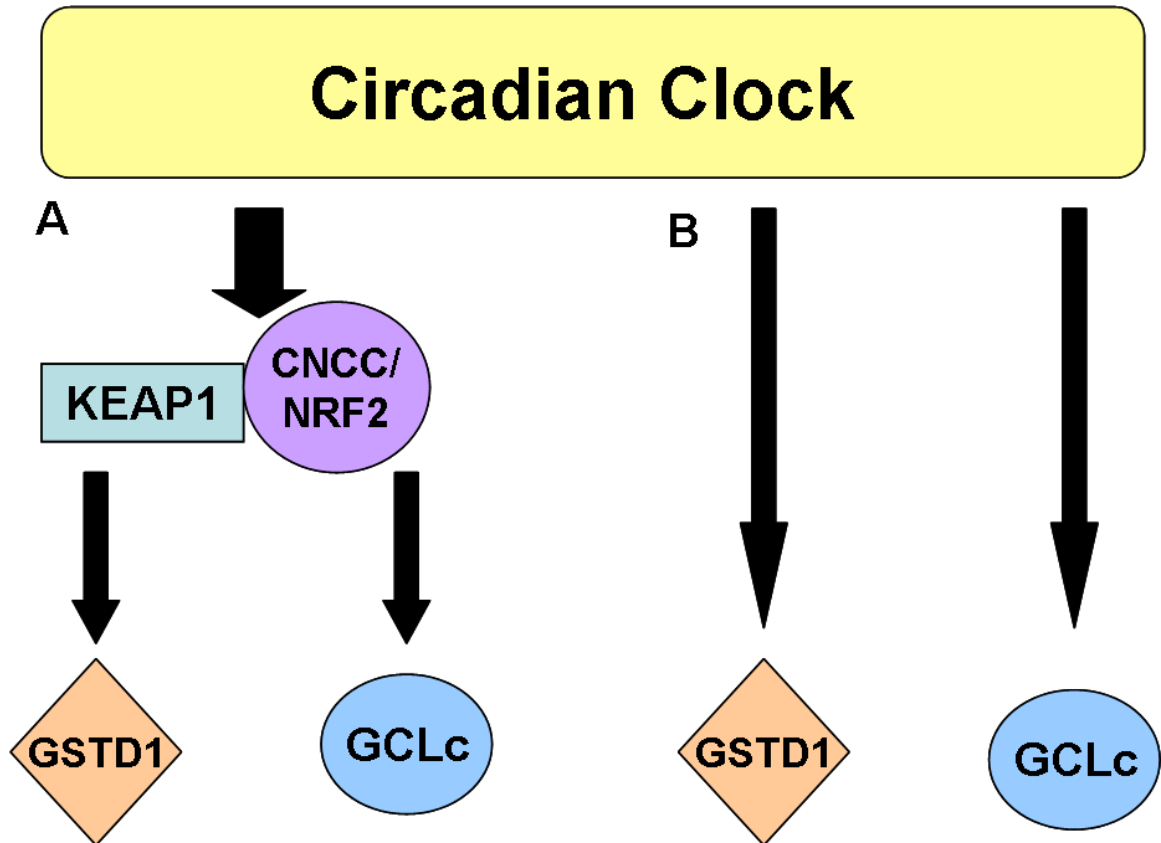 Circadian Clock
A
B
KEAP1
CNCC/
NRF2
GSTD1
GCLc
GSTD1
GCLc